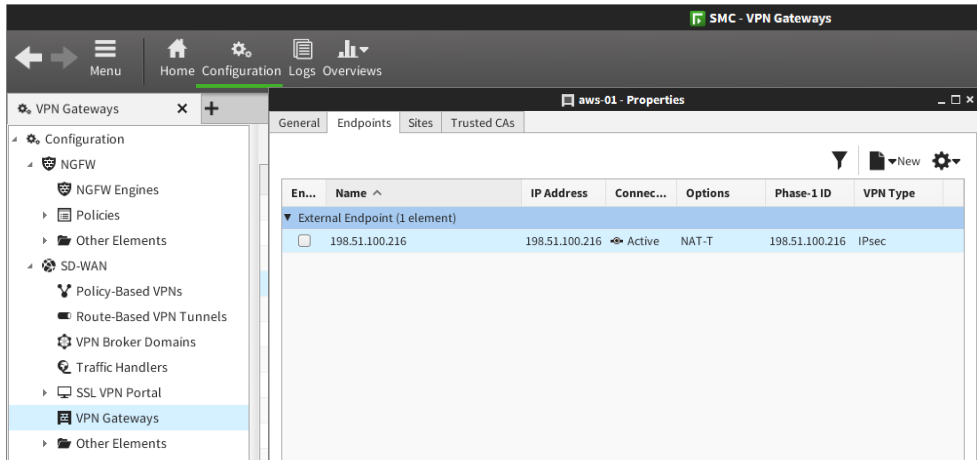 SMC - VPN Gateways
Menu
Home Configuration Logs Overviews
VPN Gateways
aws-01 - Properties
General Endpoints Sites Trusted CAs
New
En... Name IP Address Connec... Options Phase-1 ID VPN Type
External Endpoint (1 element)
198.51.100.216 198.51.100.216 Active NAT-T 198.51.100.216 IPsec
Configuration
NGFW
NGFW Engines
Policies
Other Elements
SD-WAN
Policy-Based VPNs
Route-Based VPN Tunnels
VPN Broker Domains
Traffic Handlers
SSL VPN Portal
VPN Gateways
Other Elements